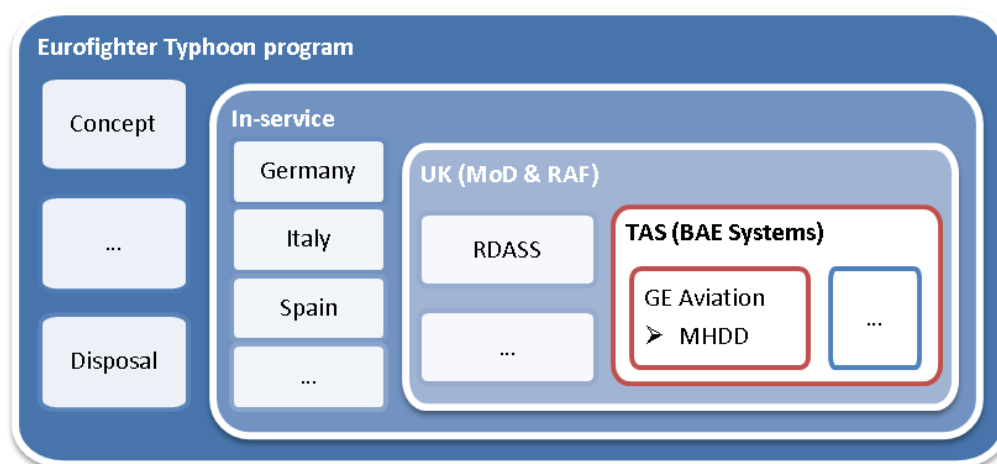 Eurofighter Typhoon program
Concept
...
Disposal
In-service
Germany
Italy
Spain
...
UK (MoD & RAF)
RDASS
...
TAS (BAE Systems)
GE Aviation
➢ MHDD
...